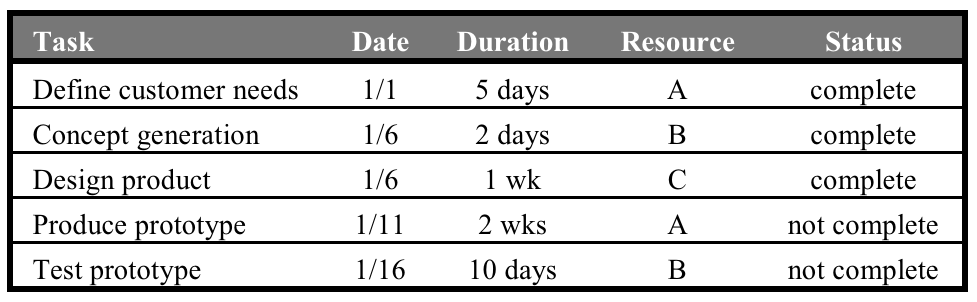 Task Date Duration Resource Status
Define customer needs 1/1 5 days A complete
Concept generation 1/6 2 days B complete
Design product 1/6 1 wk C complete
Produce prototype 1/11 2 wks A not complete
Test prototype 1/16 10 days B not complete